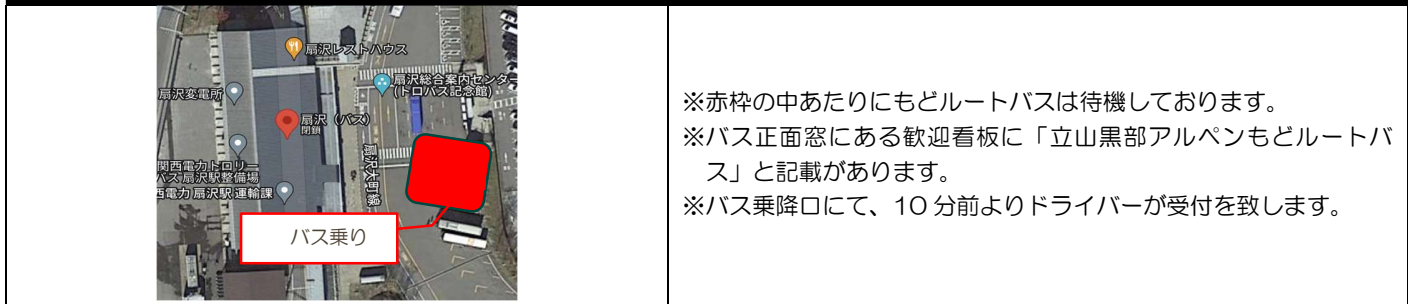 扇沢レストハウス
扇沢総合案内センター
(トロバス記念館)
扇沢変電所
扇沢（バス）
閉鎖
関西電力トロリー
バス扇沢駅整備場
西電力 扇沢駅 運輸課
扇沢大町線
バス乗り
※赤枠の中あたりにもどルートバスは待機しております。
※バス正面窓にある歓迎看板に「立山黒部アルペンもどルートバ
ス」と記載があります。
※バス乗降口にて、10 分前よりドライバーが受付を致します。